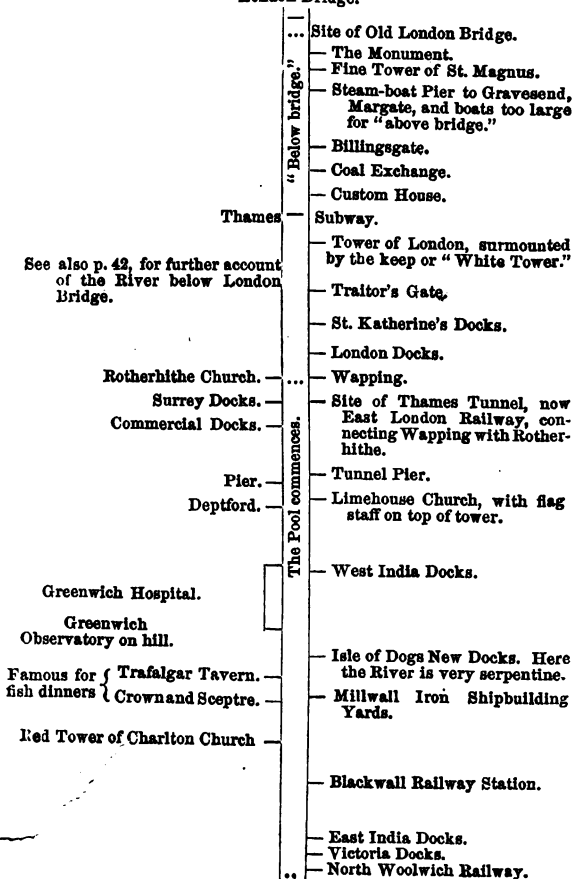 London Bridge.
... Site of Old London Bridge.
The Monument.
Fine Tower of St. Magnus.
Steam-boat Pier to Gravesend,
Margate, and boats too large
for "above bridge."
"Below bridge."
Billingsgate.
Coal Exchange.
Custom House.
Thames — Subway.
Tower of London, surmounted
by the keep or "White Tower."
See also p. 42, for further account
of the River below London
Bridge.
Traitor's Gate.
St. Katherine's Docks.
London Docks.
Rotherhithe Church. — ... — Wapping.
Surrey Docks.
Commercial Docks.
Site of Thames Tunnel, now
East London Railway, con-
necting Wapping with Rother-
hithe.
The Pool commences.
Pier.
Tunnel Pier.
Deptford.
Limehouse Church, with flag
staff on top of tower.
West India Docks.
Greenwich Hospital.
Greenwich
Observatory on hill.
Isle of Dogs New Docks. Here
the River is very serpentine.
Famous for
fish dinners
Trafalgar Tavern.
Crown and Sceptre.
Millwall Iron Shipbuilding
Yards.
Red Tower of Charlton Church
Blackwall Railway Station.
East India Docks.
Victoria Docks.
North Woolwich Railway.